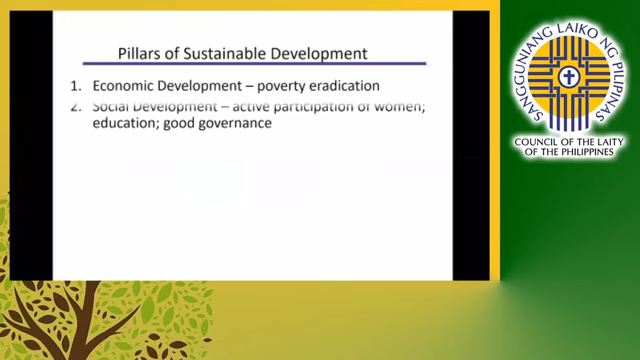 Pillars of Sustainable Development
1. Economic Development – poverty eradication
2. Social Development – active participation of women;
education; good governance
SANGGUNIANG LAIKO NG PILIPINAS
COUNCIL OF THE LAITY
OF THE PHILIPPINES